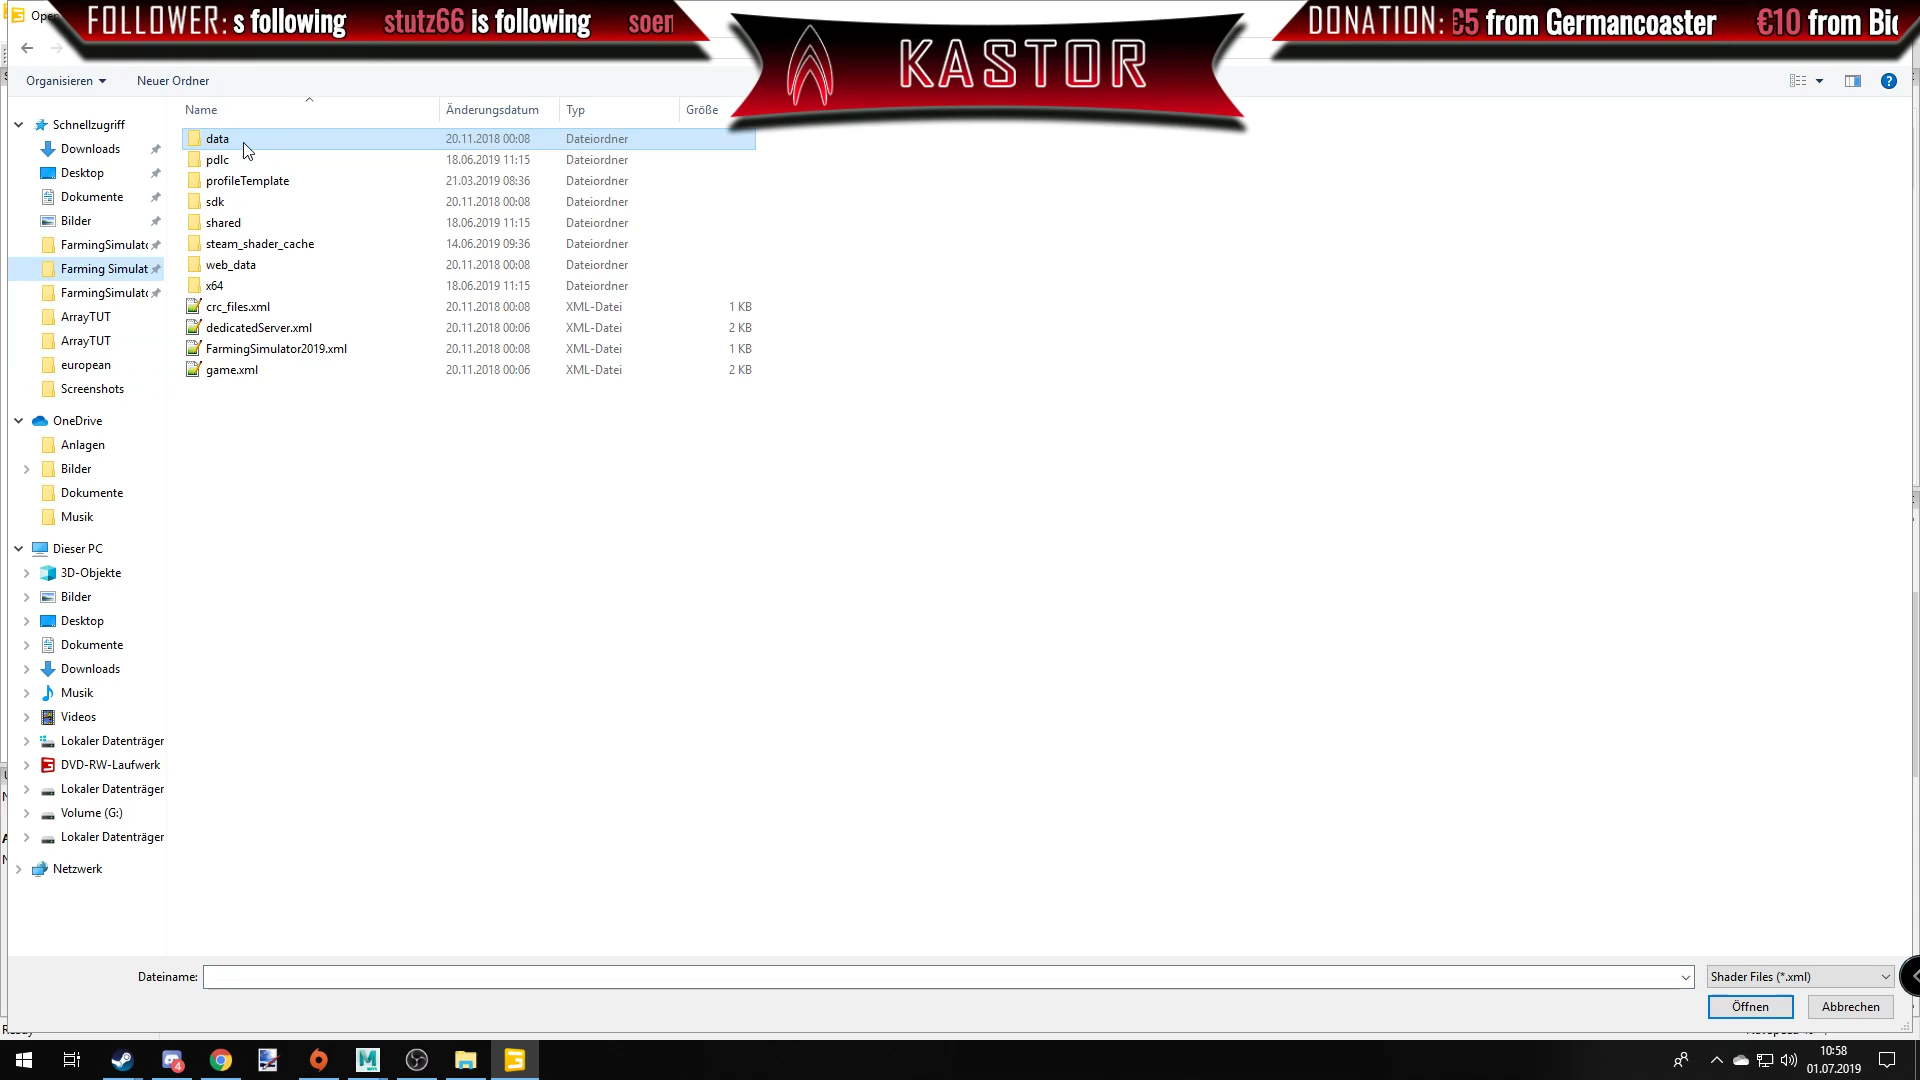 Open
FOLLOWER: s following stutz66 is following soen
KASTOR
DONATION: €5 from Germancoaster €10 from Bi
Organisieren
Neuer Ordner
Name Änderungsdatum Typ Größe
data 20.11.2018 00:08 Dateiordner
pdlc 18.06.2019 11:15 Dateiordner
profileTemplate 21.03.2019 08:36 Dateiordner
sdk 20.11.2018 00:08 Dateiordner
shared 18.06.2019 11:15 Dateiordner
steam_shader_cache 14.06.2019 09:36 Dateiordner
web_data 20.11.2018 00:08 Dateiordner
x64 18.06.2019 11:15 Dateiordner
crc_files.xml 20.11.2018 00:08 XML-Datei 1 KB
dedicatedServer.xml 20.11.2018 00:06 XML-Datei 2 KB
FarmingSimulator2019.xml 20.11.2018 00:08 XML-Datei 1 KB
game.xml 20.11.2018 00:06 XML-Datei 2 KB
Schnellzugriff
Downloads
Desktop
Dokumente
Bilder
FarmingSimulatc
Farming Simulat
FarmingSimulatc
ArrayTUT
ArrayTUT
european
Screenshots
OneDrive
Anlagen
Bilder
Dokumente
Musik
Dieser PC
3D-Objekte
Bilder
Desktop
Dokumente
Downloads
Musik
Videos
Lokaler Datenträger
DVD-RW-Laufwerk
Lokaler Datenträger
Volume (G:)
Lokaler Datenträger
Netzwerk
Dateiname:
Shader Files (*.xml)
Öffnen
Abbrechen
4
10:58
01.07.2019